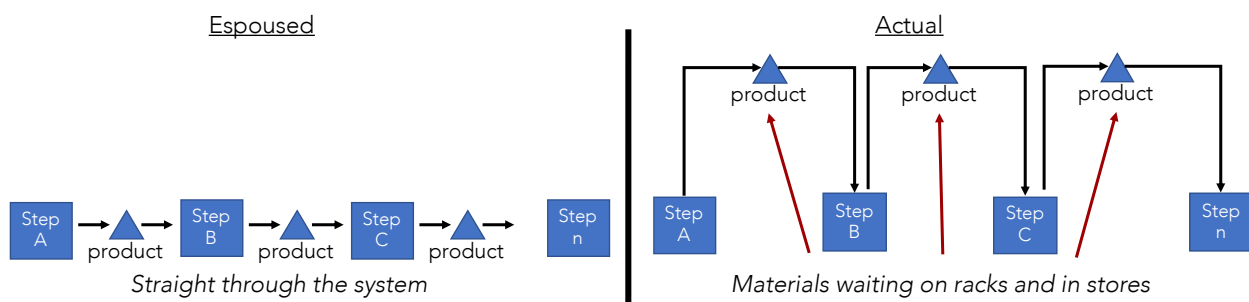 Espoused
Step
A
product
Step
B
product
Step
C
product
Step
n
Straight through the system
Actual
product
product
product
Step
A
Step
B
Step
C
Step
n
Materials waiting on racks and in stores